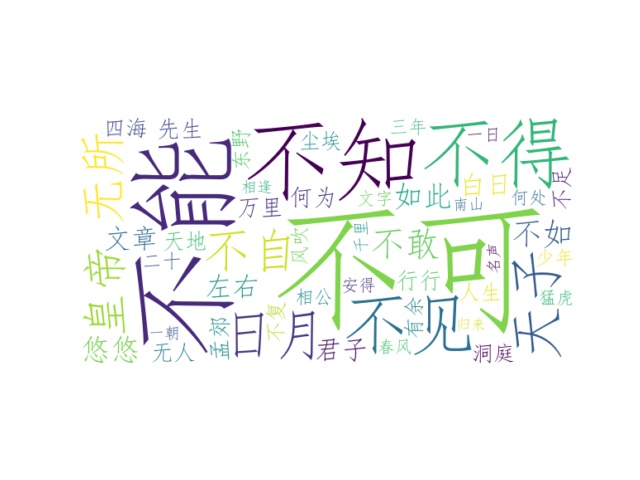 四海 先生
东野
不知
尘埃
三年
不得
一日
无所
不能
相逢
万里
何为
文字
如此
南山
白日
何处
不足
文章
天地
二十
不自
风吹
不可
千里
不敢
名声
不如
天子
少年
皇帝
左右
相公
安得
行行
人生
猛虎
悠悠
一朝
无人
孟郊
日月
不复
君子
不见
春风
有余
归来
洞庭